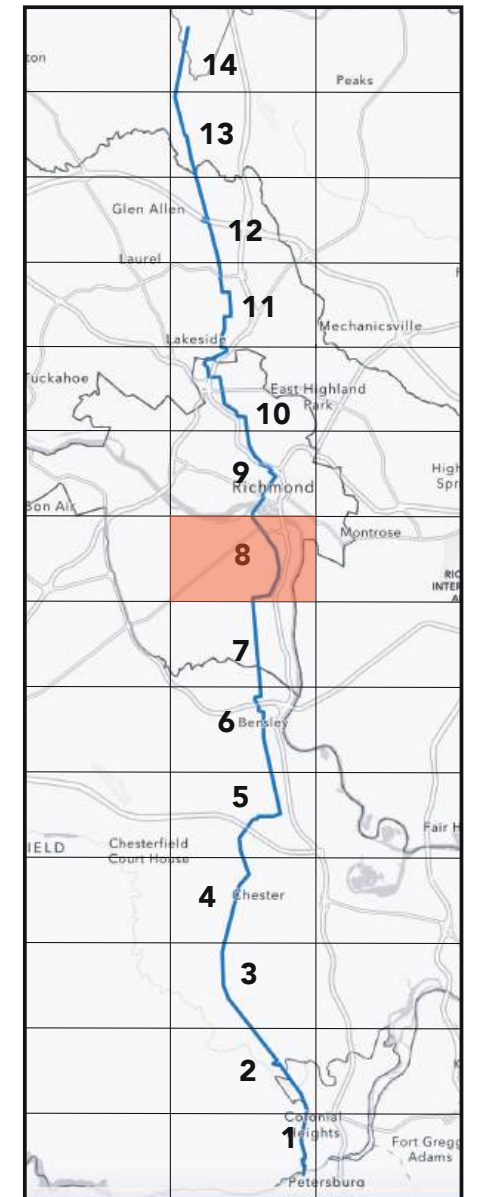 ton
14
Peaks
13
Glen Allen
12
Laurel
11
Mechanicsville
Lakeside
Tuckahoe
East Highland
Park
10
9
High
Spr
Richmond
Bon Air
8
Montrose
RIC
INTER
A
7
6
Bensley
5
Fair H
IELD
Chesterfield
Court House
4
Chester
3
2
Colonial
Heights
1
Fort Gregg
Adams
Petersburg